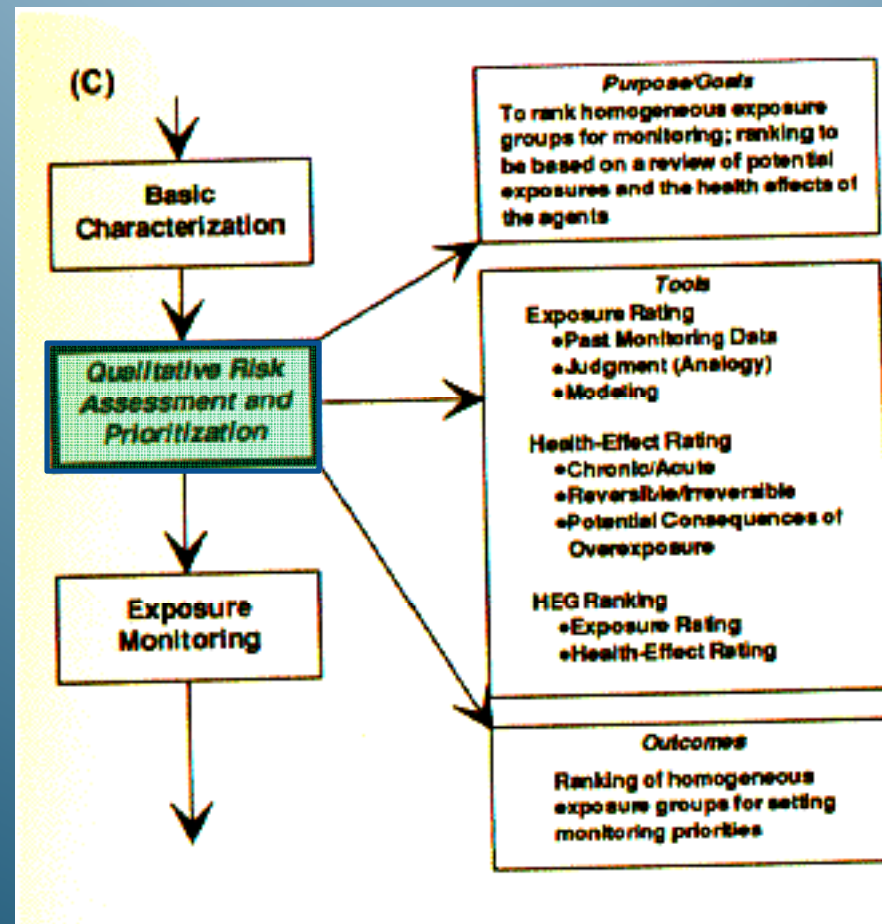 (C)
Basic
Characterization
Qualitative Risk
Assessment and
Prioritization
Exposure
Monitoring
Purpose/Goals
To rank homogeneous exposure
groups for monitoring; ranking to
be based on a review of potential
exposures and the health effects of
the agents
Tools
Exposure Rating
•Past Monitoring Data
•Judgment (Analogy)
•Modeling
Health-Effect Rating
•Chronic/Acute
•Reversible/Irreversible
•Potential Consequences of
Overexposure
HEG Ranking
•Exposure Rating
•Health-Effect Rating
Outcomes
Ranking of homogeneous
exposure groups for setting
monitoring priorities